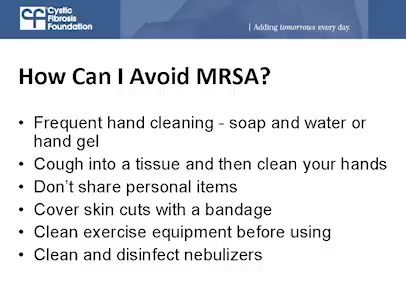 Cystic
Fibrosis
Foundation
| Adding tomorrows every day.
How Can I Avoid MRSA?
• Frequent hand cleaning - soap and water or
hand gel
• Cough into a tissue and then clean your hands
• Don't share personal items
• Cover skin cuts with a bandage
• Clean exercise equipment before using
• Clean and disinfect nebulizers